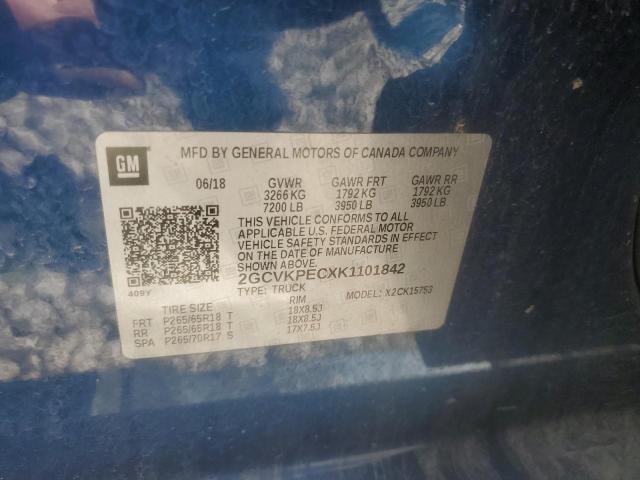 GM
MFD BY GENERAL MOTORS OF CANADA COMPANY
06/18 GVWR GAWR FRT GAWR RR
3266 KG 1792 KG 1792 KG
7200 LB 3950 LB 3950 LB
THIS VEHICLE CONFORMS TO ALL
APPLICABLE U.S. FEDERAL MOTOR
VEHICLE SAFETY STANDARDS IN EFFECT
ON THE DATE OF MANUFACTURE
SHOWN ABOVE.
2GCVKPECXK1101842
409Y TYPE: TRUCK MODEL: X2CK15753
TIRE SIZE RIM
FRT P265/65R18 T 18X8.5J
RR P265/65R18 T 18X8.5J
SPA P265/70R17 S 17X7.5J